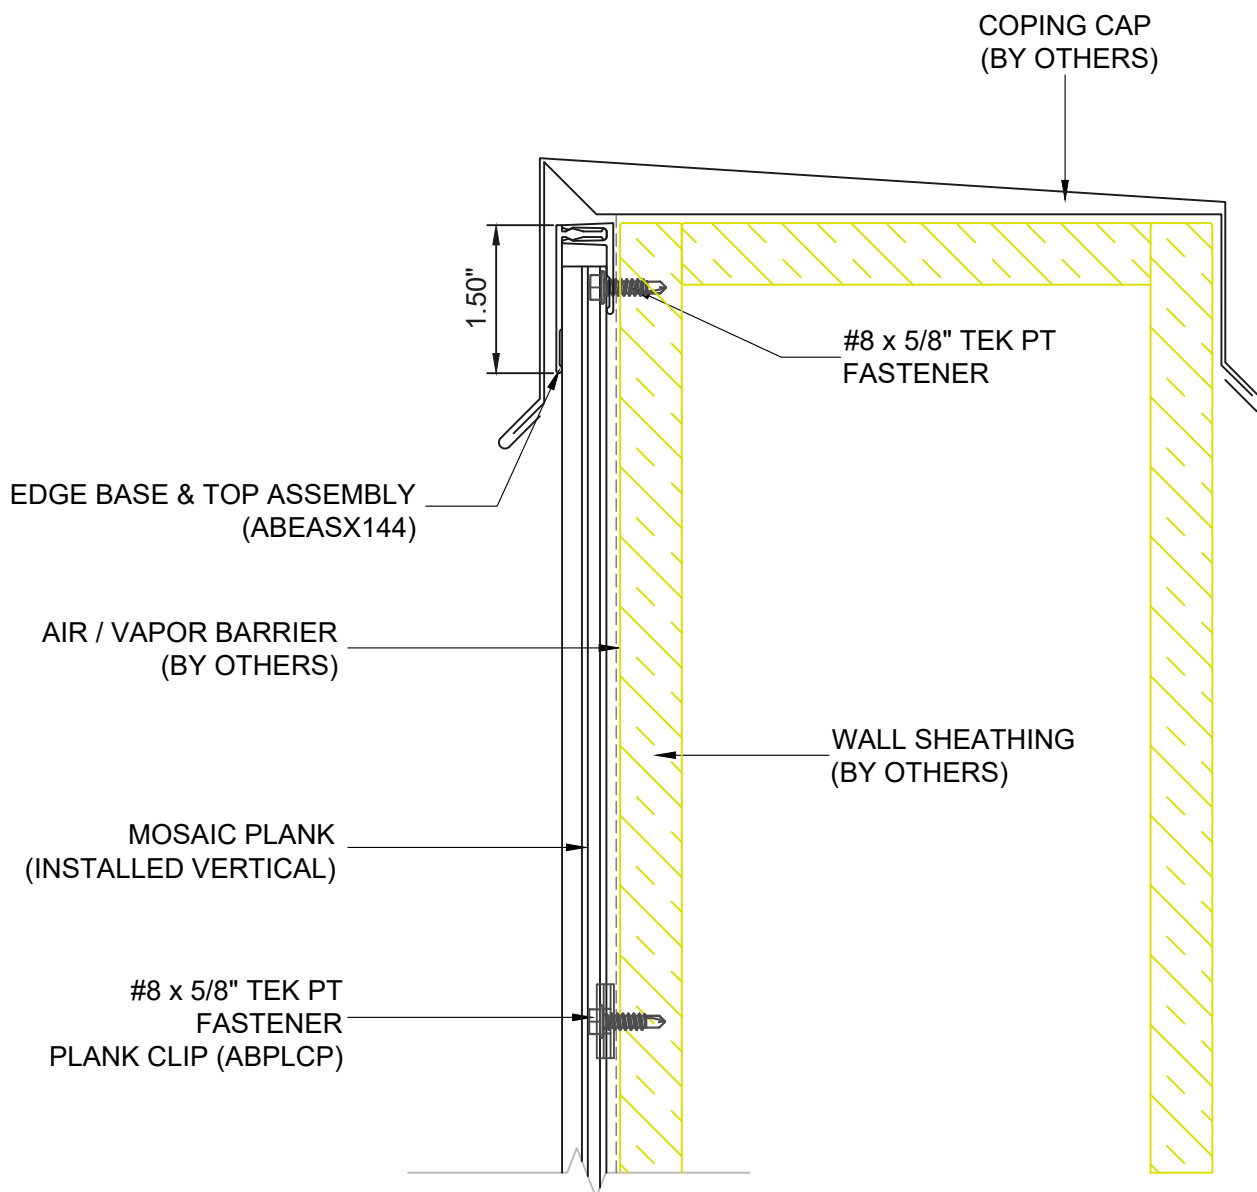 COPING CAP
(BY OTHERS)
1.50"
#8 x 5/8" TEK PT
FASTENER
EDGE BASE & TOP ASSEMBLY
(ABEASX144)
AIR / VAPOR BARRIER
(BY OTHERS)
WALL SHEATHING
(BY OTHERS)
MOSAIC PLANK
(INSTALLED VERTICAL)
#8 x 5/8" TEK PT
FASTENER
PLANK CLIP (ABPLCP)